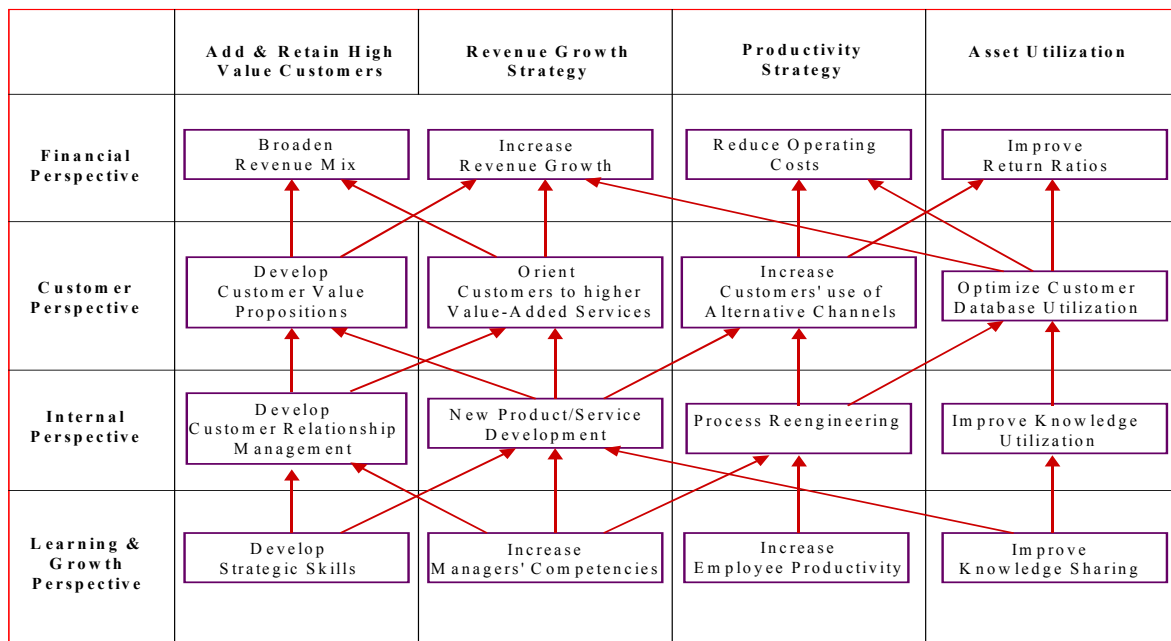 Add & Retain High
Value Customers
Revenue Growth
Strategy
Productivity
Strategy
Asset Utilization
Financial
Perspective
Broaden
Revenue Mix
Increase
Revenue Growth
Reduce Operating
Costs
Improve
Return Ratios
Customer
Perspective
Develop
Customer Value
Propositions
Orient
Customers to higher
Value-Added Services
Increase
Customers' use of
Alternative Channels
Optimize Customer
Database Utilization
Internal
Perspective
Develop
Customer Relationship
Management
New Product/Service
Development
Process Reengineering
Improve Knowledge
Utilization
Learning &
Growth
Perspective
Develop
Strategic Skills
Increase
Managers' Competencies
Increase
Employee Productivity
Improve
Knowledge Sharing